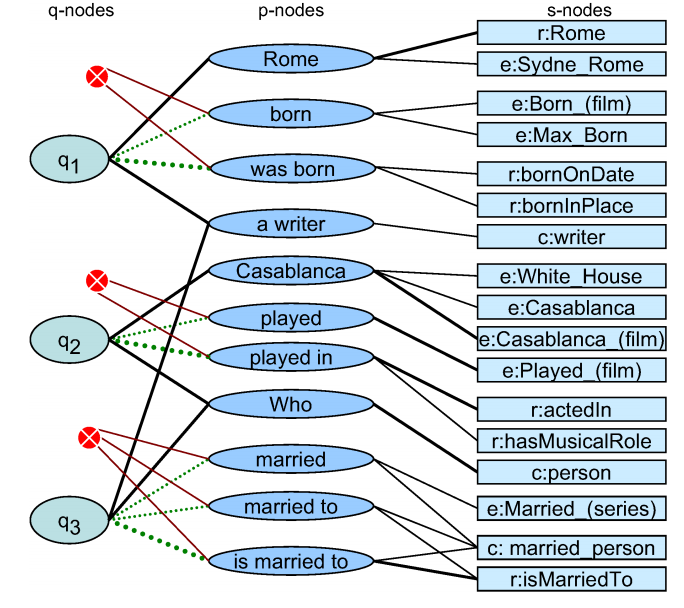 q-nodes p-nodes s-nodes
r:Rome
Rome
e:Sydne_Rome
e:Born_(film)
born
e:Max_Born
q1
was born
r:bornOnDate
r:bornInPlace
a writer
c:writer
Casablanca
e:White_House
e:Casablanca
played
q2
e:Casablanca_(film)
played in
e:Played_(film)
Who
r:actedIn
r:hasMusicalRole
married
c:person
married to
e:Married_(series)
q3
c: married_person
is married to
r:isMarriedTo